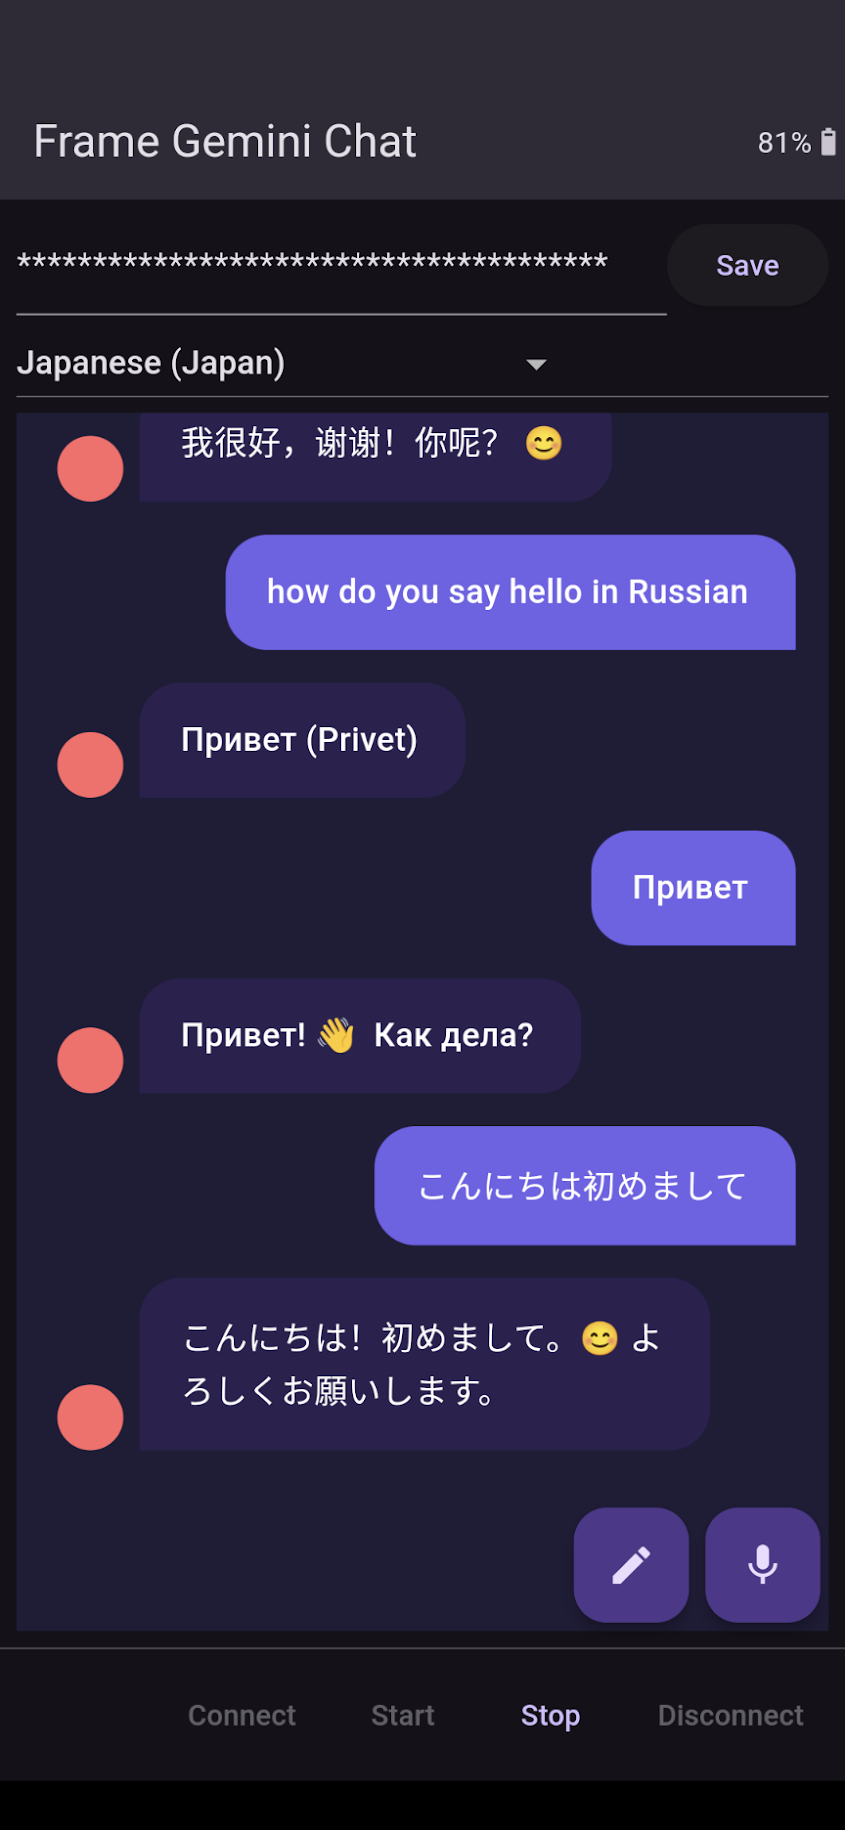 Frame Gemini Chat
81%
***************************************
Save
Japanese (Japan)
我很好，谢谢！你呢？ 😊
how do you say hello in Russian
Привет (Privet)
Привет
Привет! 👋 Как дела?
こんにちは初めまして
こんにちは！初めまして。😊 よ
ろしくお願いします。
Connect
Start
Stop
Disconnect